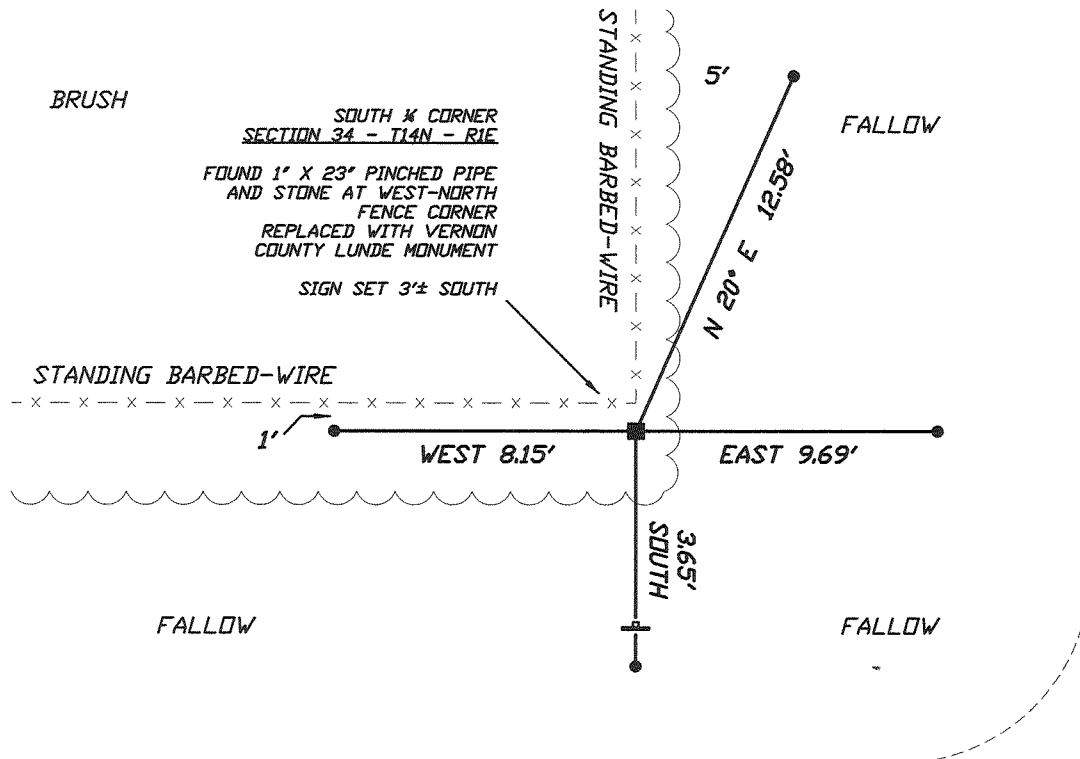 BRUSH
SOUTH ¼ CORNER
SECTION 34 - T14N - R1E
FOUND 1" X 23" PINCHED PIPE
AND STONE AT WEST-NORTH
FENCE CORNER
REPLACED WITH VERNON
COUNTY LUNDE MONUMENT
SIGN SET 3'± SOUTH
STANDING BARBED-WIRE
5'
FALLOW
N 20° E 12.58'
STANDING BARBED-WIRE
1'
WEST 8.15'
EAST 9.69'
3.65'
SOUTH
FALLOW
FALLOW